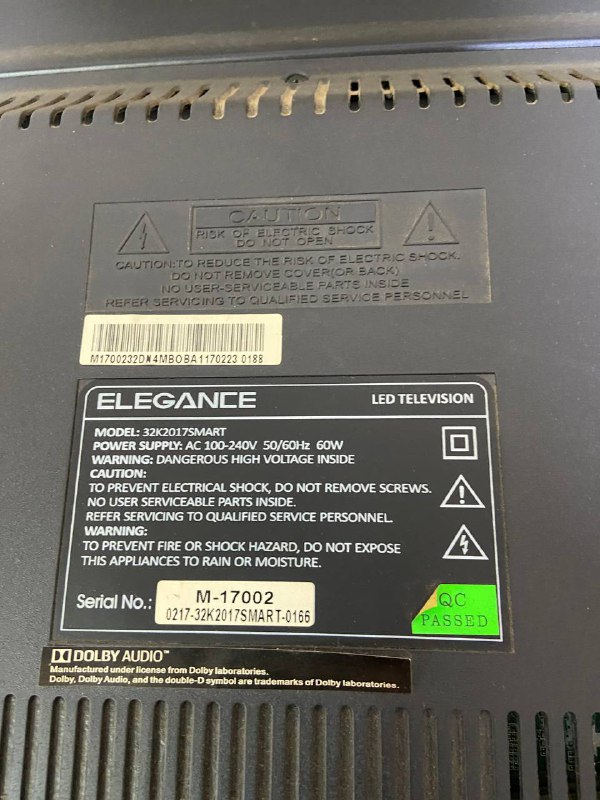 CAUTION
RISK OF ELECTRIC SHOCK
DO NOT OPEN
CAUTION:TO REDUCE THE RISK OF ELECTRIC SHOCK.
DO NOT REMOVE COVER(OR BACK)
NO USER-SERVICEABLE PARTS INSIDE
REFER SERVICING TO QUALIFIED SERVICE PERSONNEL
M1700232DN4MBOBA1170223 0188
ELEGANCE
LED TELEVISION
MODEL: 32K2017SMART
POWER SUPPLY: AC 100-240V 50/60Hz 60W
WARNING: DANGEROUS HIGH VOLTAGE INSIDE
CAUTION:
TO PREVENT ELECTRICAL SHOCK, DO NOT REMOVE SCREWS.
NO USER SERVICEABLE PARTS INSIDE.
REFER SERVICING TO QUALIFIED SERVICE PERSONNEL.
WARNING:
TO PREVENT FIRE OR SHOCK HAZARD, DO NOT EXPOSE
THIS APPLIANCES TO RAIN OR MOISTURE.
Serial No.:
M-17002
0217-32K2017SMART-0166
QC
PASSED
DOLBY AUDIO™
Manufactured under license from Dolby laboratories.
Dolby, Dolby Audio, and the double-D symbol are trademarks of Dolby laboratories.